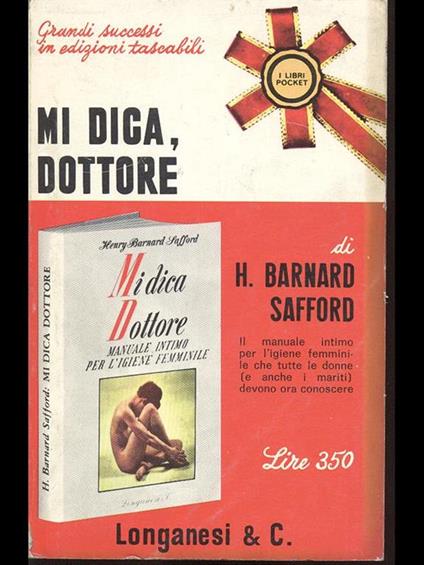 Grandi successi
in edizioni tascabili
I LIBRI
POCKET
MI DICA,
DOTTORE
di
H. BARNARD
SAFFORD
Il manuale intimo
per l'igiene femmini-
le che tutte le donne
(e anche i mariti)
devono ora conoscere
Lire 350
H. Barnard Safford: MI DICA DOTTORE
Henry Barnard Safford
Mi dica
Dottore
MANUALE INTIMO
PER L'IGIENE FEMMINILE
Longanesi & C.
Longanesi & C.